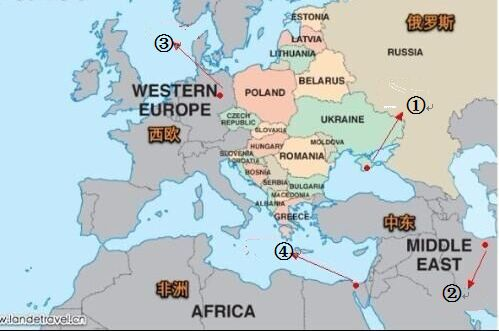 ③
ESTONIA
LATVIA
LITHUANIA
俄罗斯
RUSSIA
WESTERN
EUROPE
西欧
POLAND
BELARUS
①
CZECH
REPUBLIC
UKRAINE
SLOVAKIA
HUNGARY
MOLDOVA
SLOVENIA
CROATIA
ROMANIA
BOSNIA
SERBIA
BULGARIA
MACEDONIA
ALBANIA
GREECE
中东
MIDDLE
EAST
④
②
非洲
AFRICA
www.landetravel.cn